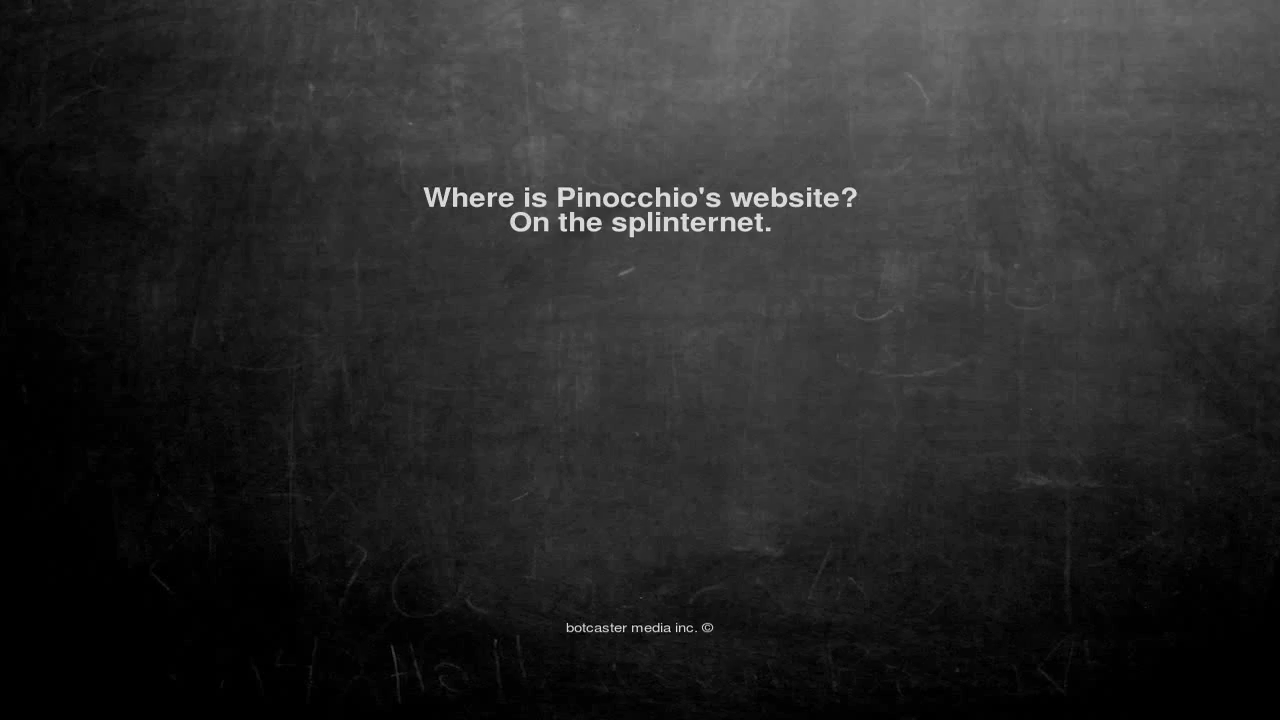 Where is Pinocchio's website?
On the splinternet.
botcaster media inc. ©